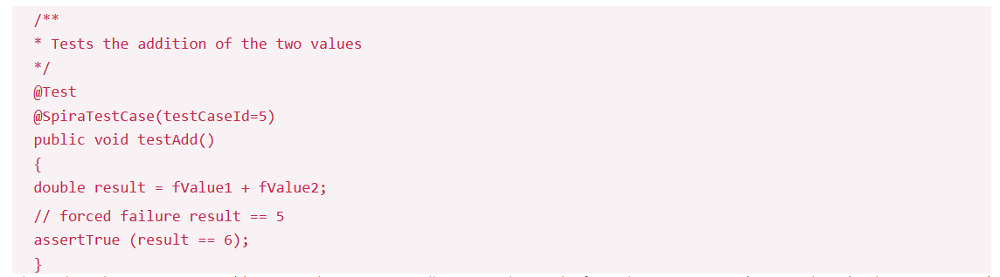 /**
* Tests the addition of the two values
*/
@Test
@SpiraTestCase(testCaseId=5)
public void testAdd()
{
double result = fValue1 + fValue2;
// forced failure result == 5
assertTrue (result == 6);
}